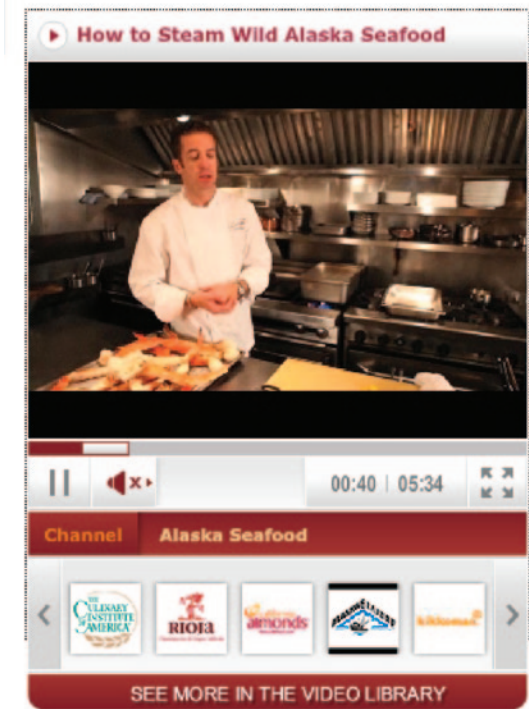 How to Steam Wild Alaska Seafood
00:40 | 05:34
Channel Alaska Seafood
THE
CULINARY
INSTITUTE
OF AMERICA
RIOJA
almonds
kikkoman
SEE MORE IN THE VIDEO LIBRARY